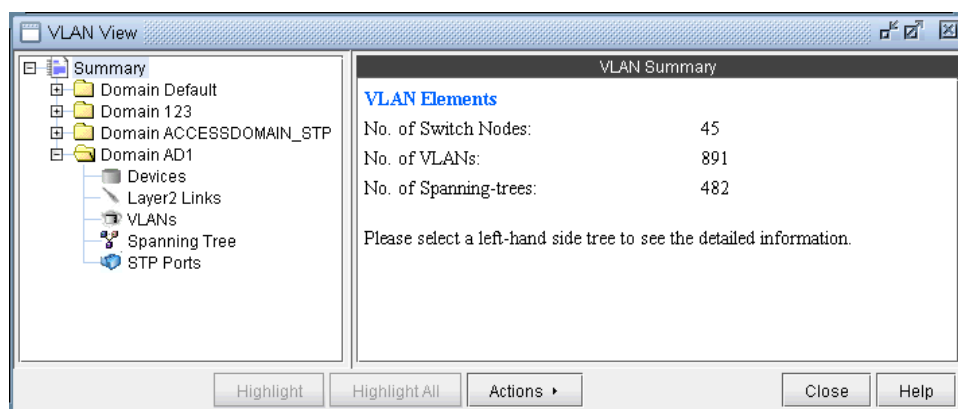 VLAN View
Summary
Domain Default
Domain 123
Domain ACCESSDOMAIN_STP
Domain AD1
Devices
Layer2 Links
VLANs
Spanning Tree
STP Ports
VLAN Summary
VLAN Elements
No. of Switch Nodes: 45
No. of VLANs: 891
No. of Spanning-trees: 482
Please select a left-hand side tree to see the detailed information.
Highlight Highlight All Actions Close Help